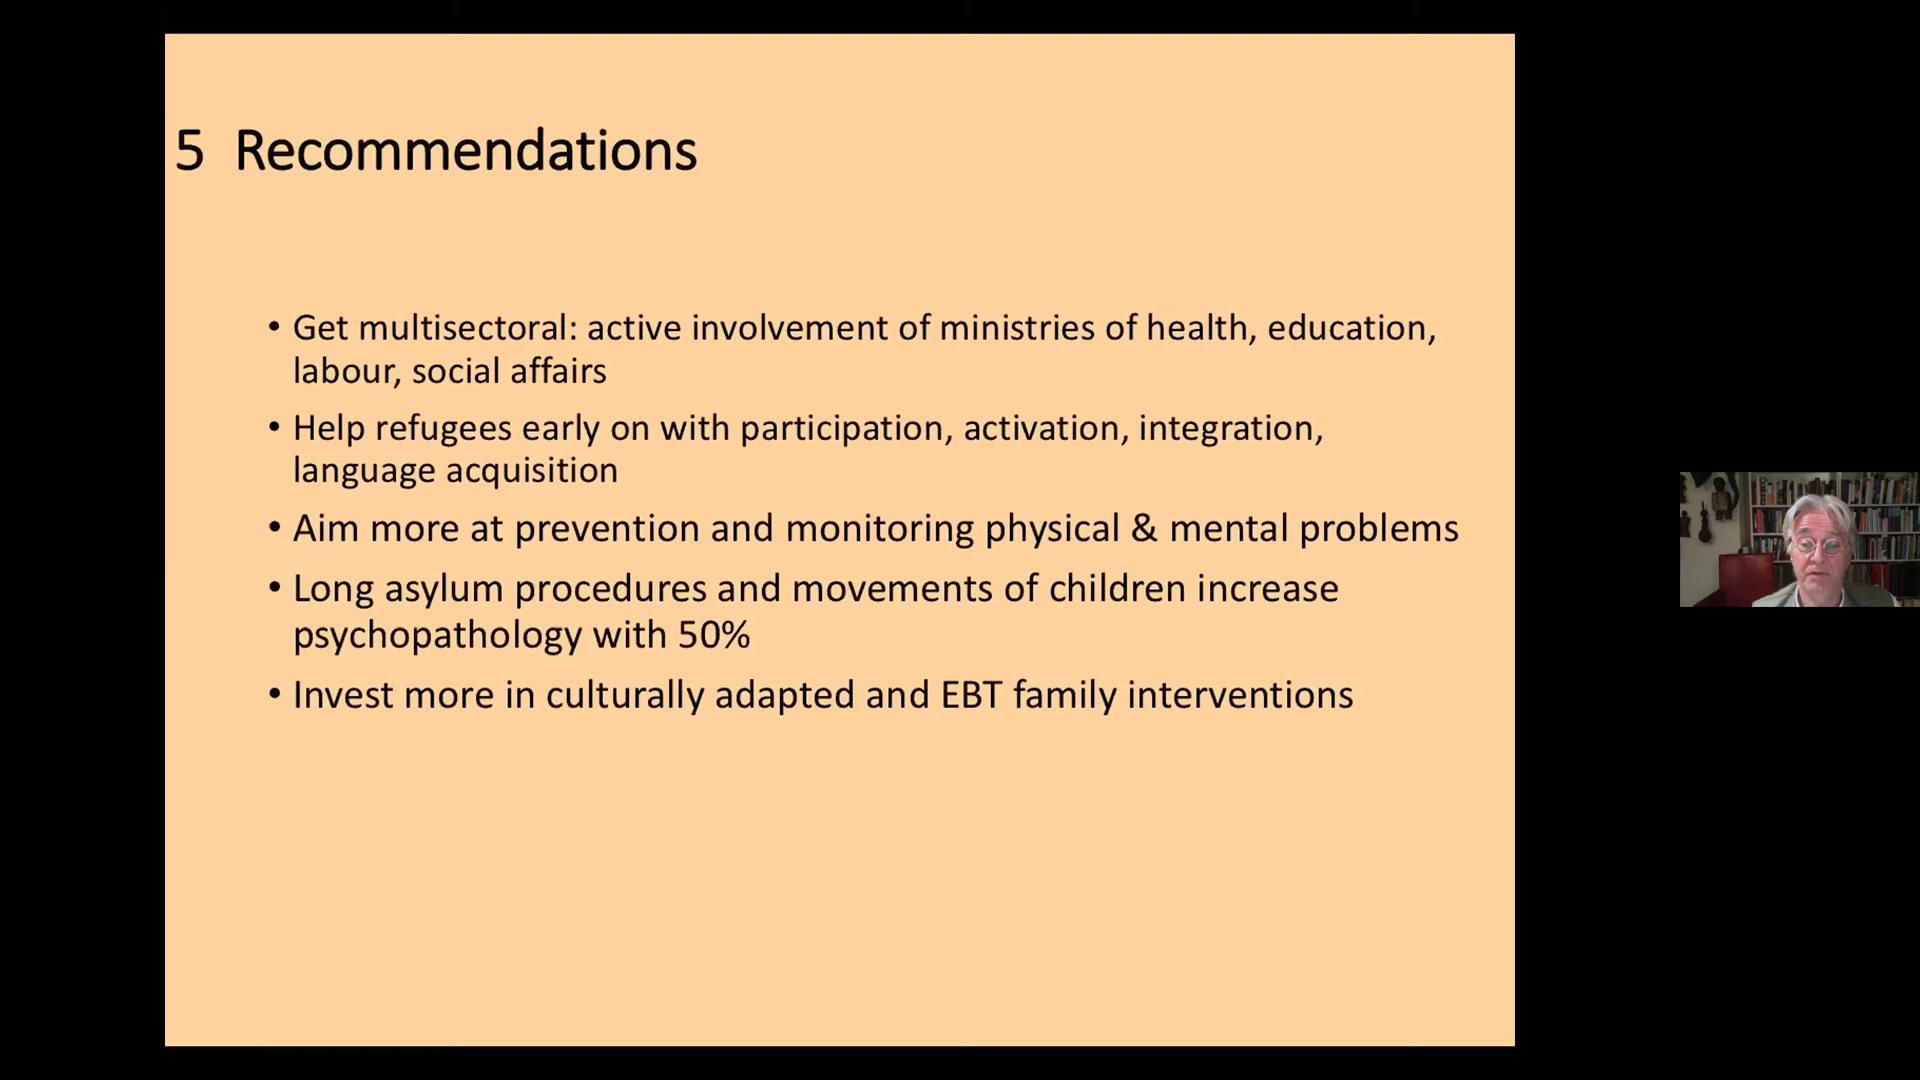 5 Recommendations
• Get multisectoral: active involvement of ministries of health, education,
labour, social affairs
• Help refugees early on with participation, activation, integration,
language acquisition
• Aim more at prevention and monitoring physical & mental problems
• Long asylum procedures and movements of children increase
psychopathology with 50%
• Invest more in culturally adapted and EBT family interventions